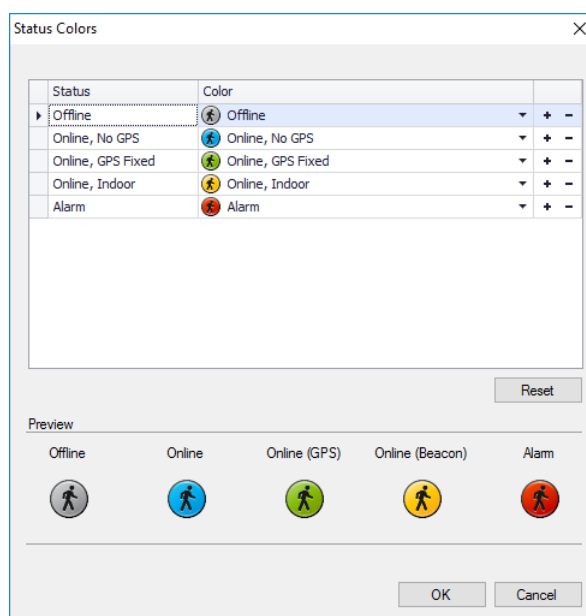 Status Colors
Status Color
Offline Offline
Online, No GPS Online, No GPS
Online, GPS Fixed Online, GPS Fixed
Online, Indoor Online, Indoor
Alarm Alarm
Reset
Preview
Offline Online Online (GPS) Online (Beacon) Alarm
OK Cancel